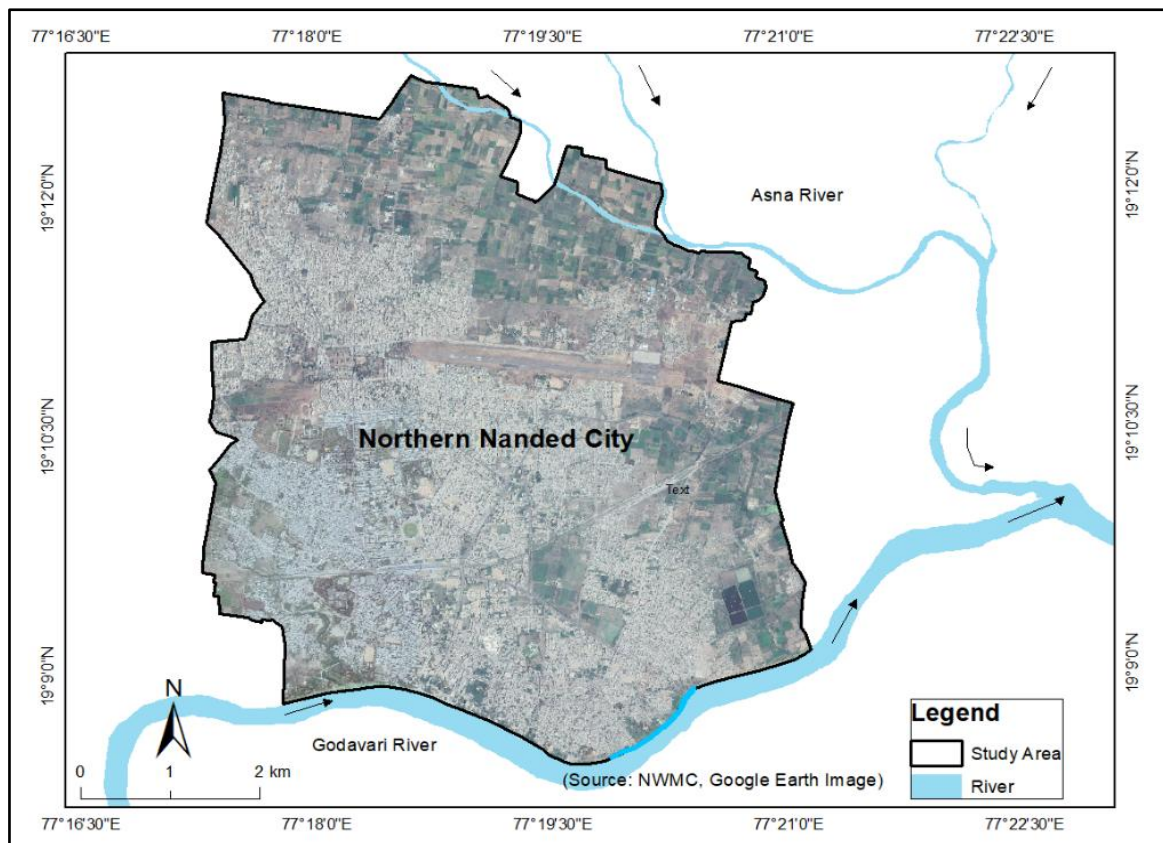 77°16'30"E 77°18'0"E 77°19'30"E 77°21'0"E 77°22'30"E
19°12'0"N
19°12'0"N
Asna River
19°10'30"N
19°10'30"N
Northern Nanded City
Text
19°9'0"N
19°9'0"N
N
Godavari River
0 1 2 km
(Source: NWMC, Google Earth Image)
Legend
Study Area
River
77°16'30"E 77°18'0"E 77°19'30"E 77°21'0"E 77°22'30"E